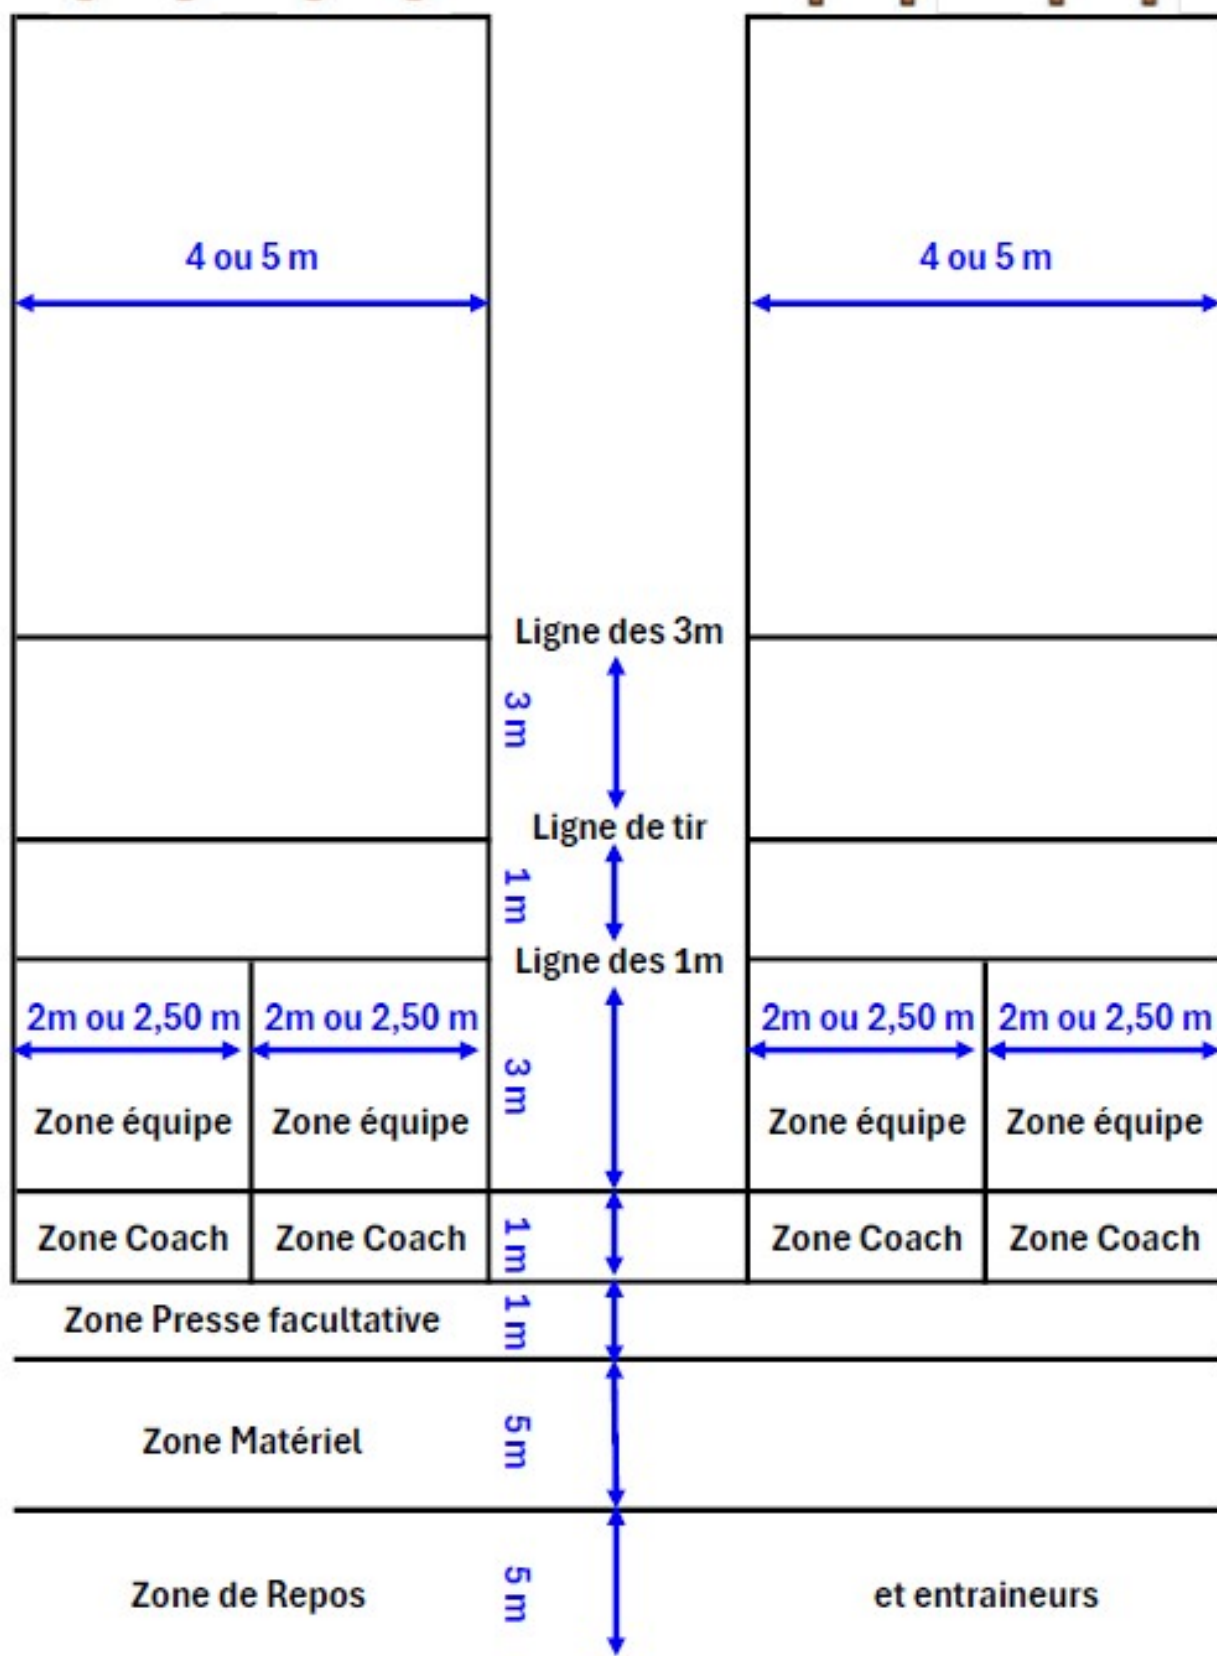 4 ou 5 m
4 ou 5 m
Ligne des 3m
3 m
Ligne de tir
1 m
Ligne des 1m
2m ou 2,50 m
2m ou 2,50 m
2m ou 2,50 m
2m ou 2,50 m
3 m
Zone équipe
Zone équipe
Zone équipe
Zone équipe
Zone Coach
Zone Coach
1 m
Zone Coach
Zone Coach
Zone Presse facultative
1 m
Zone Matériel
5 m
Zone de Repos
5 m
et entraineurs